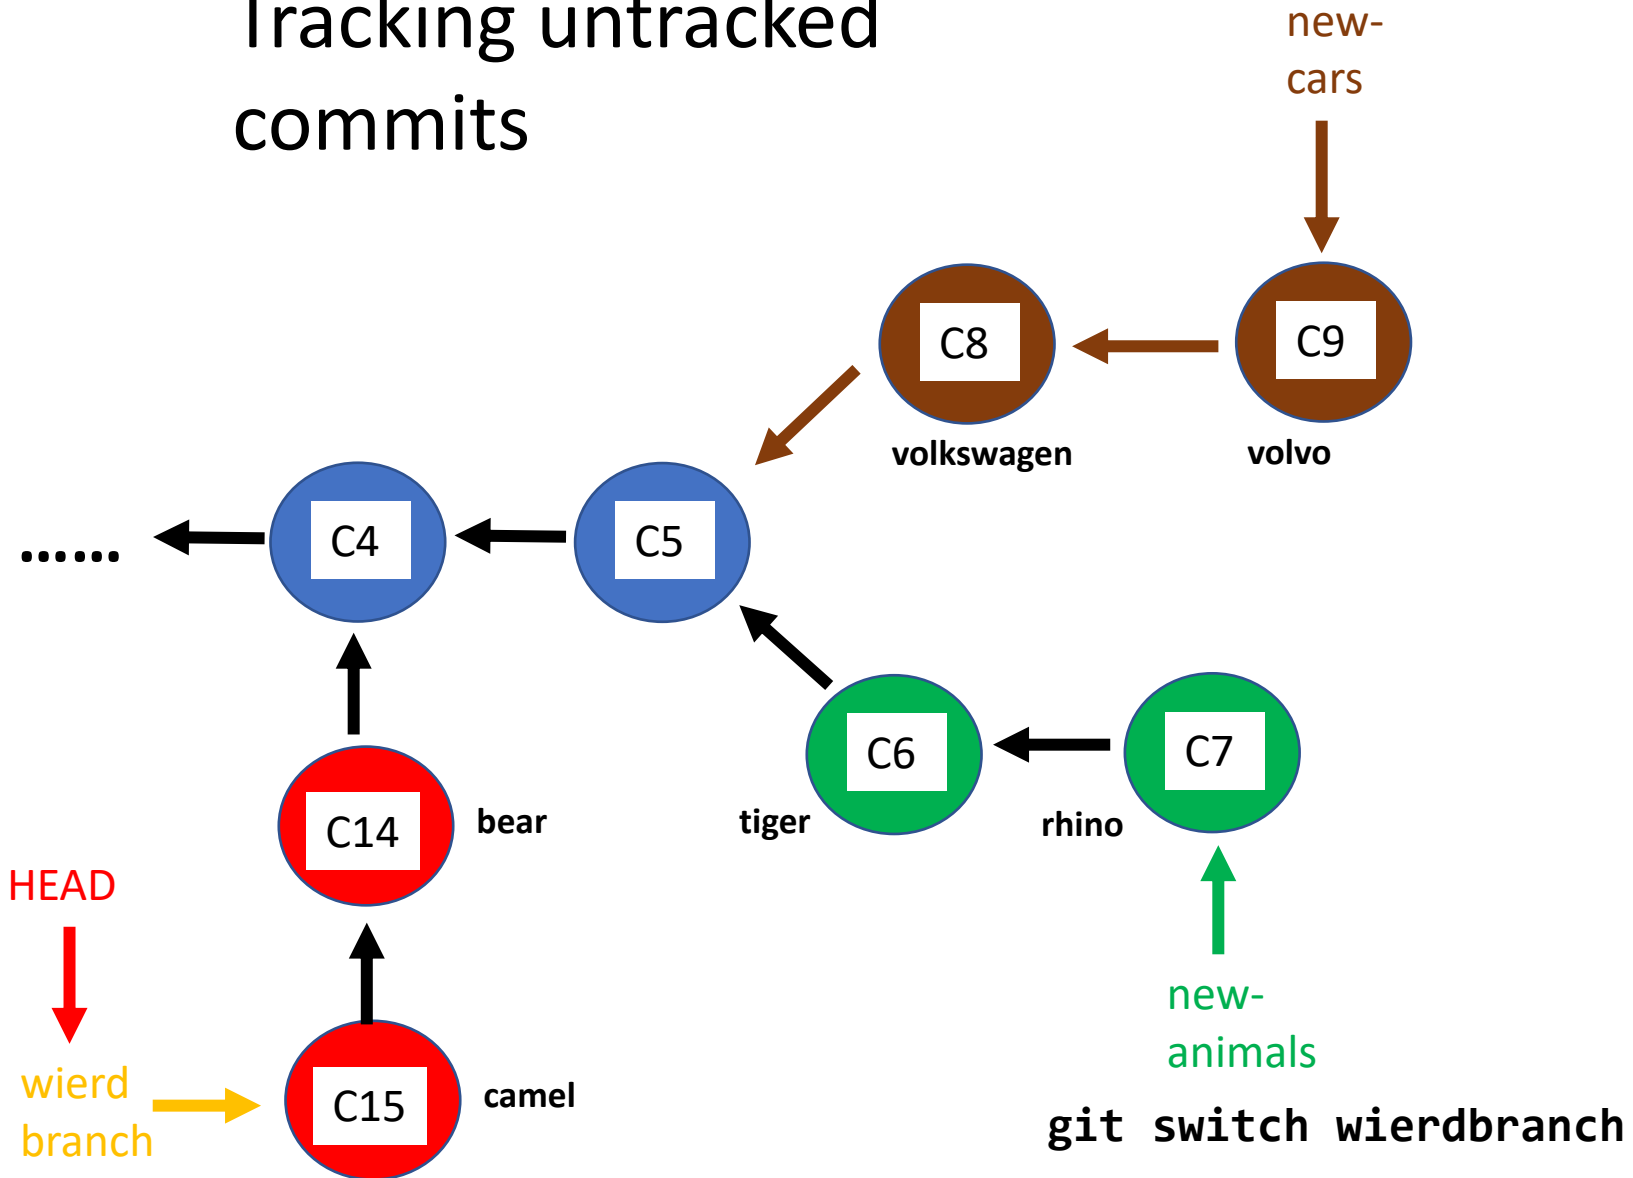 Tracking untracked
commits
new-
cars
C8
C9
volkswagen
volvo
......
C4
C5
C6
C7
C14
bear
tiger
rhino
HEAD
new-
animals
wierd
branch
C15
camel
git switch wierdbranch